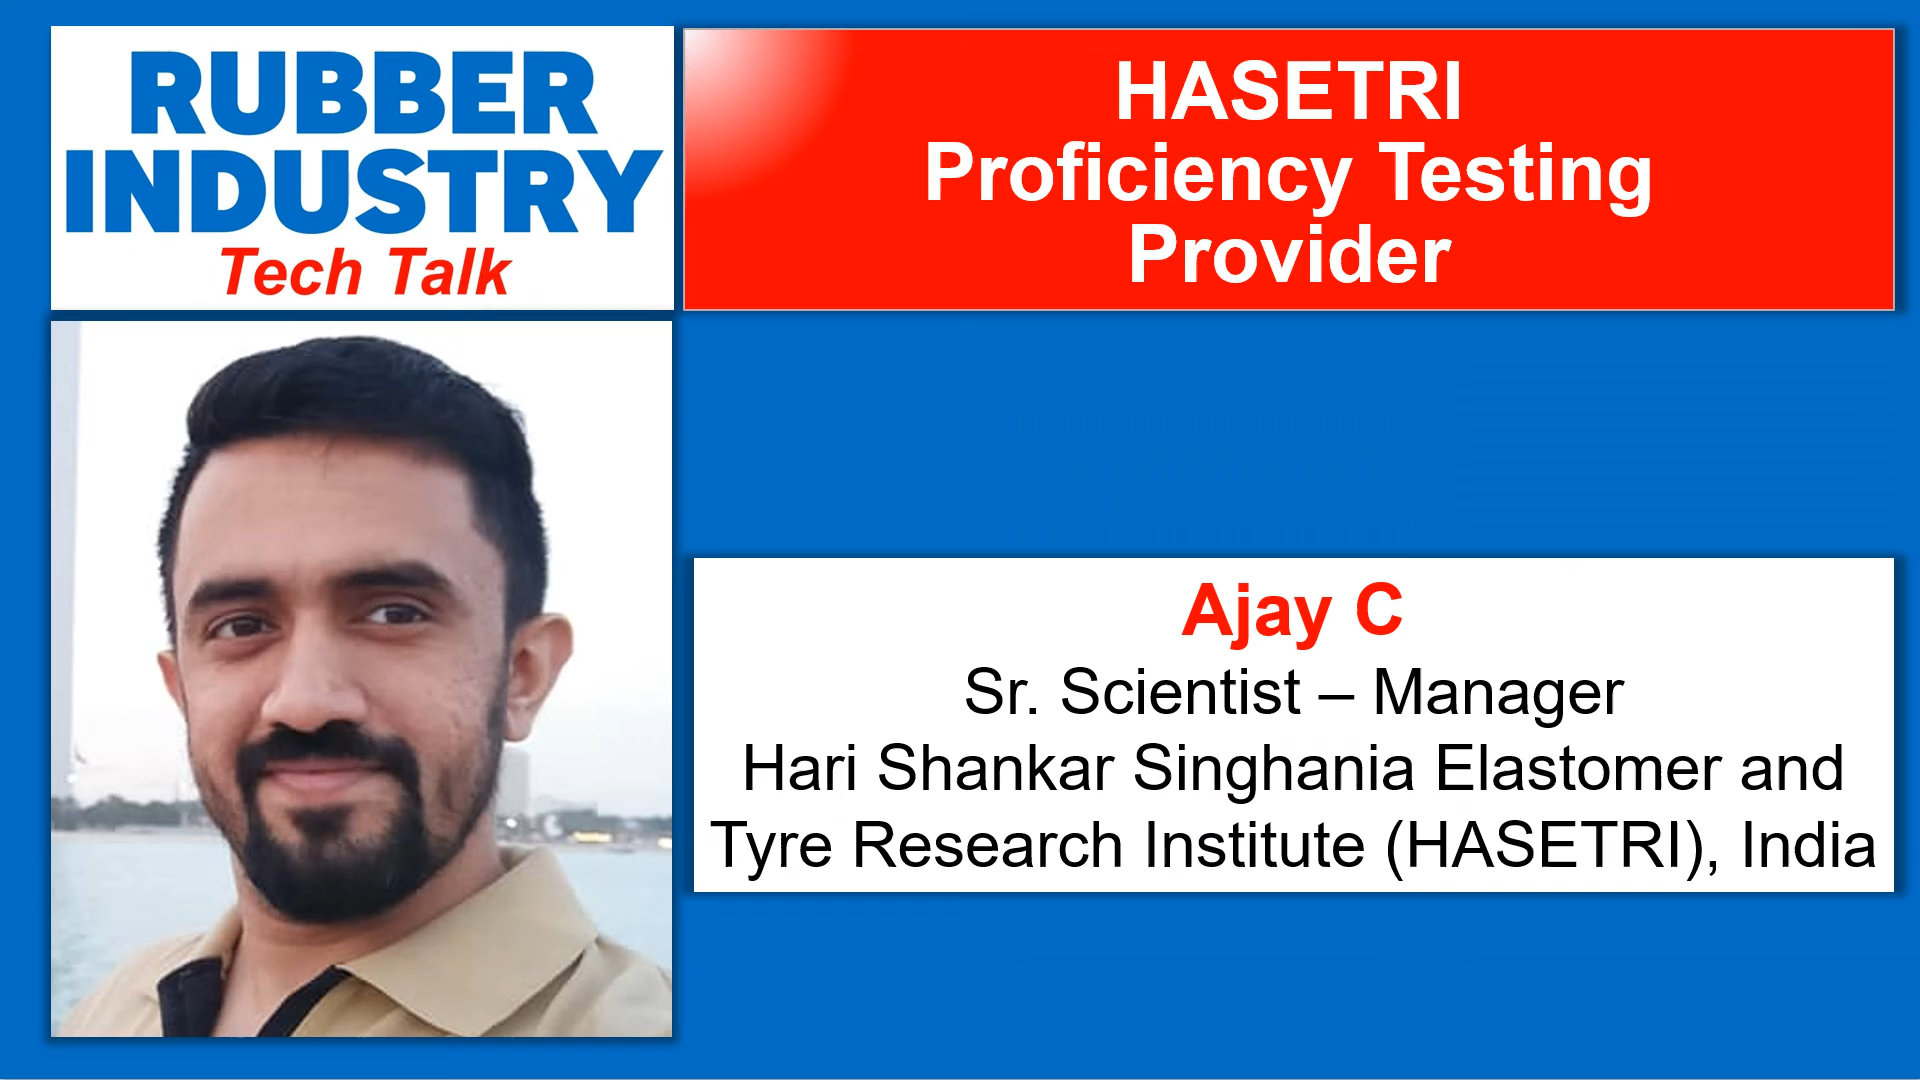 RUBBER
INDUSTRY
Tech Talk
HASETRI
Proficiency Testing
Provider
Ajay C
Sr. Scientist – Manager
Hari Shankar Singhania Elastomer and
Tyre Research Institute (HASETRI), India